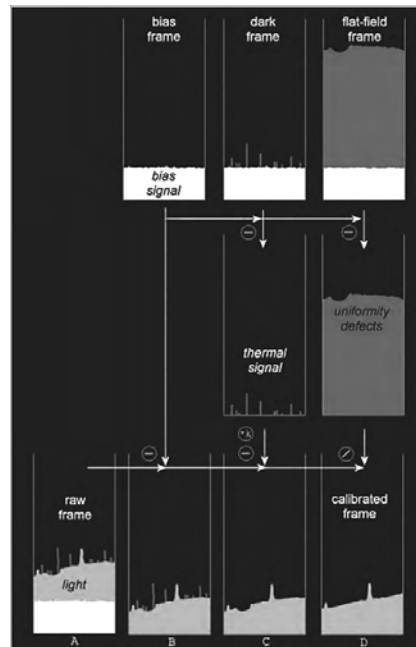 bias
frame
dark
frame
flat-field
frame
bias
signal
thermal
signal
uniformity
defects
raw
frame
light
calibrated
frame
A
B
C
D